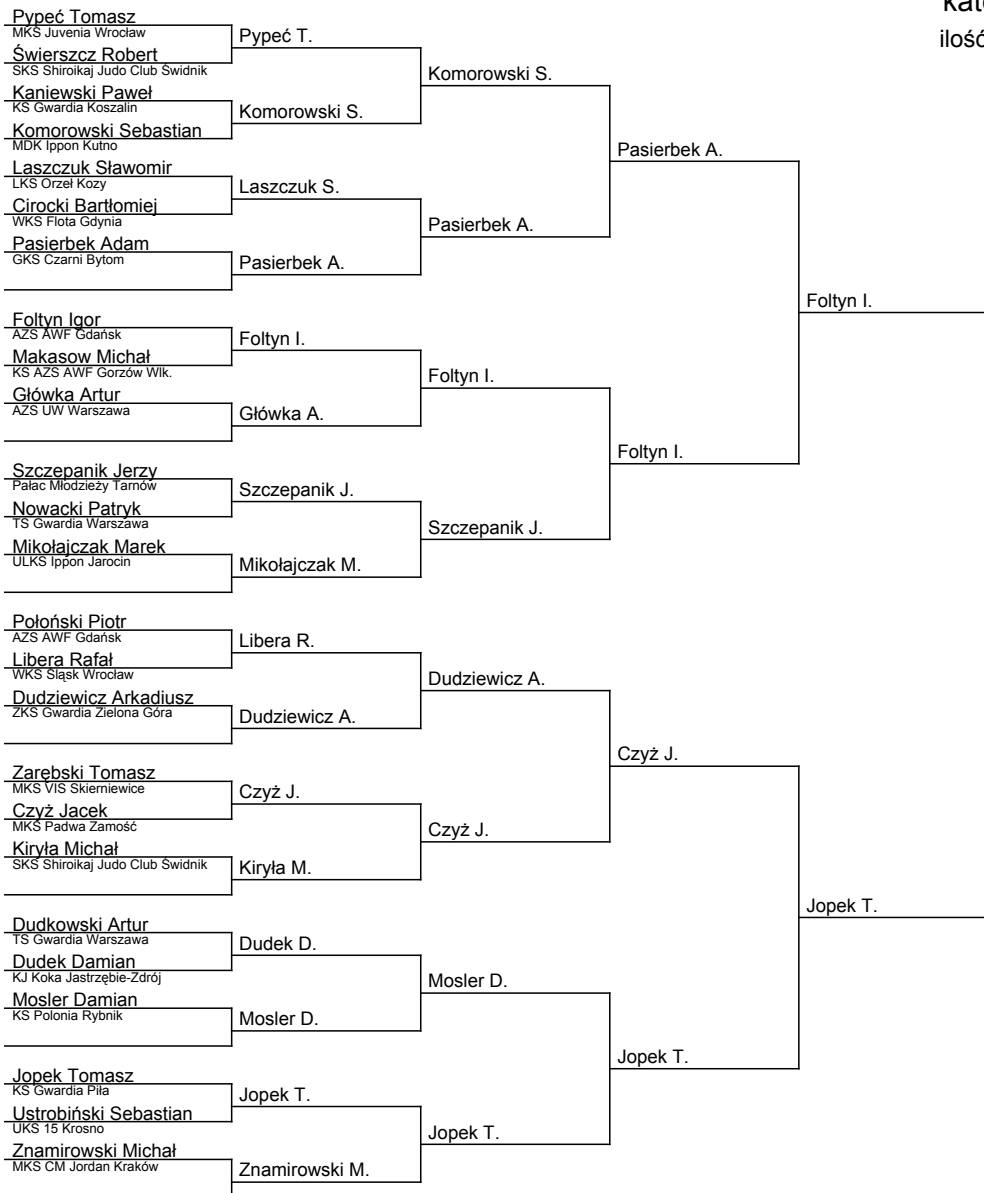 kat
ilość
Pypeć Tomasz
MKS Juvenia Wrocław
Świerszcz Robert
SKS Shiroikaj Judo Club Świdnik
Kaniewski Paweł
KS Gwardia Koszalin
Komorowski Sebastian
MDK Ippon Kutno
Laszczuk Sławomir
LKS Orzeł Kozy
Cirocki Bartłomiej
WKS Flota Gdynia
Pasierbek Adam
GKS Czarni Bytom
Foltyn Igor
AZS AWF Gdańsk
Makasow Michał
KS AZS AWF Gorzów Wlk.
Główka Artur
AZS UW Warszawa
Szczepanik Jerzy
Pałac Młodzieży Tarnów
Nowacki Patryk
TS Gwardia Warszawa
Mikołajczak Marek
ULKS Ippon Jarocin
Połoński Piotr
AZS AWF Gdańsk
Libera Rafał
WKS Śląsk Wrocław
Dudziewicz Arkadiusz
ZKS Gwardia Zielona Góra
Zarębski Tomasz
MKS VIS Skierniewice
Czyż Jacek
MKS Padwa Zamość
Kiryła Michał
SKS Shiroikaj Judo Club Świdnik
Dudkowski Artur
TS Gwardia Warszawa
Dudek Damian
KJ Koka Jastrzębie-Zdrój
Mosler Damian
KS Polonia Rybnik
Jopek Tomasz
KS Gwardia Piła
Ustrobiński Sebastian
UKS 15 Krosno
Znamirowski Michał
MKS CM Jordan Kraków
Pypeć T.
Komorowski S.
Laszczuk S.
Pasierbek A.
Foltyn I.
Główka A.
Szczepanik J.
Mikołajczak M.
Libera R.
Dudziewicz A.
Czyż J.
Kiryła M.
Dudek D.
Mosler D.
Jopek T.
Znamirowski M.
Komorowski S.
Pasierbek A.
Foltyn I.
Szczepanik J.
Dudziewicz A.
Czyż J.
Mosler D.
Jopek T.
Pasierbek A.
Foltyn I.
Czyż J.
Jopek T.
Foltyn I.
Jopek T.